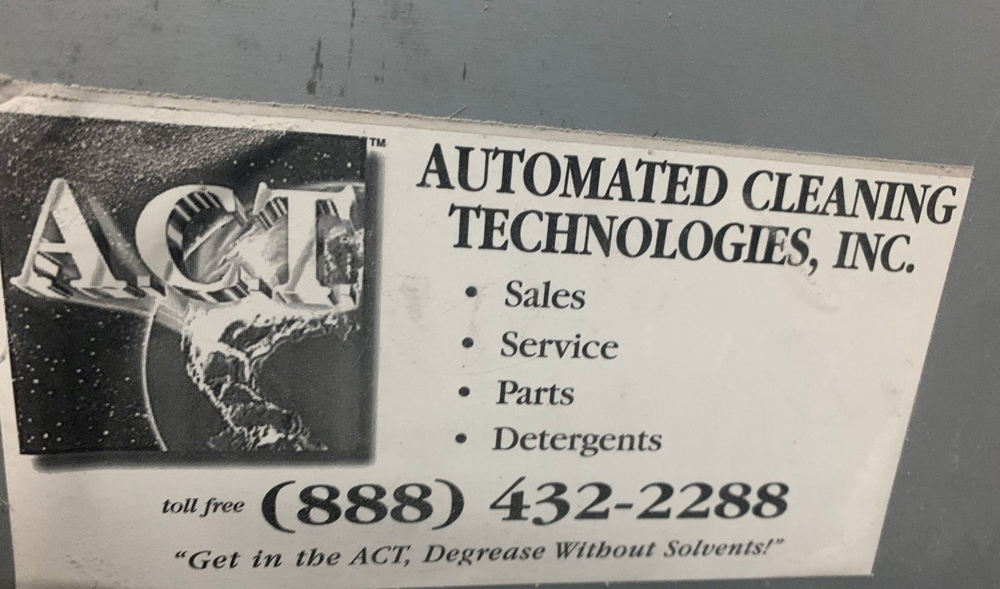 ACT ™
AUTOMATED CLEANING
TECHNOLOGIES, INC.
• Sales
• Service
• Parts
• Detergents
toll free (888) 432-2288
"Get in the ACT, Degrease Without Solvents!"